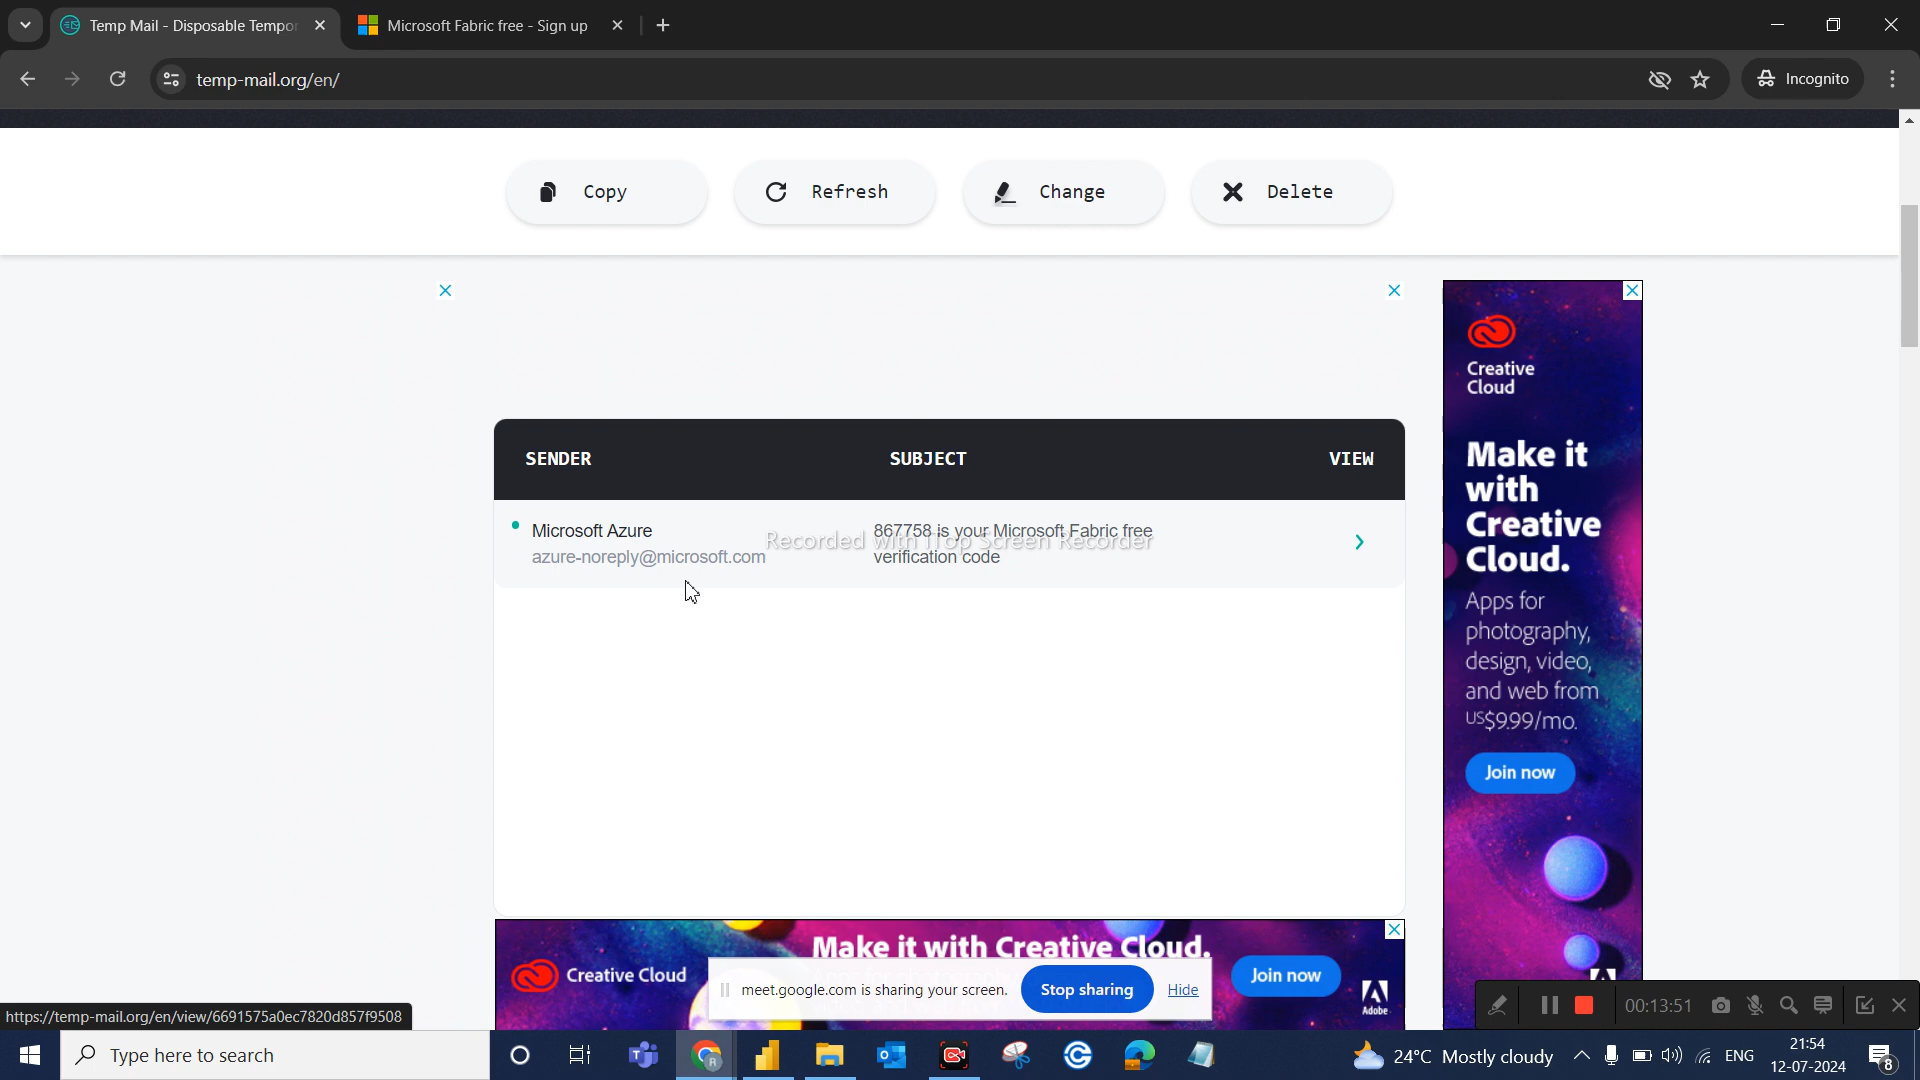 Temp Mail - Disposable Tempor
Microsoft Fabric free - Sign up
temp-mail.org/en/
Incognito
Copy
Refresh
Change
Delete
SENDER SUBJECT VIEW
Microsoft Azure
azure-noreply@microsoft.com
867758 is your Microsoft Fabric free
verification code
Recorded with iTop Screen Recorder
Creative
Cloud
Make it
with
Creative
Cloud.
Apps for
photography,
design, video,
and web from
US$9.99/mo.
Join now
Make it with Creative Cloud.
Creative Cloud
Join now
Adobe
meet.google.com is sharing your screen.
Stop sharing
Hide
00:13:51
https://temp-mail.org/en/view/6691575a0ec7820d857f9508
Type here to search
24°C Mostly cloudy
ENG
21:54
12-07-2024
8